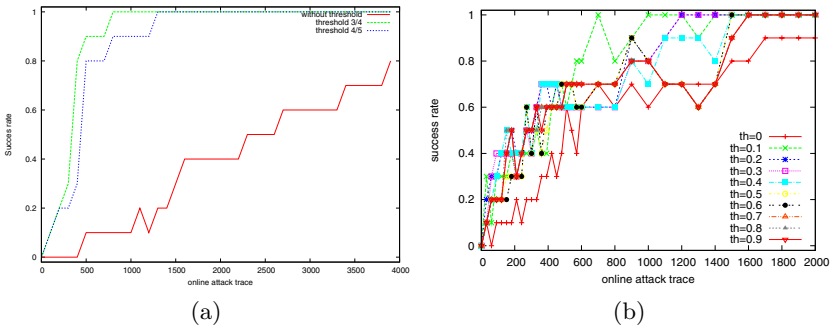 without threshold
threshold 3/4
threshold 4/5
1
0.8
0.6
0.4
0.2
0
Success rate
0 500 1000 1500 2000 2500 3000 3500 4000
online attack trace
(a)
1
0.8
0.6
0.4
0.2
0
success rate
th=0
th=0.1
th=0.2
th=0.3
th=0.4
th=0.5
th=0.6
th=0.7
th=0.8
th=0.9
0 200 400 600 800 1000 1200 1400 1600 1800 2000
online attack trace
(b)